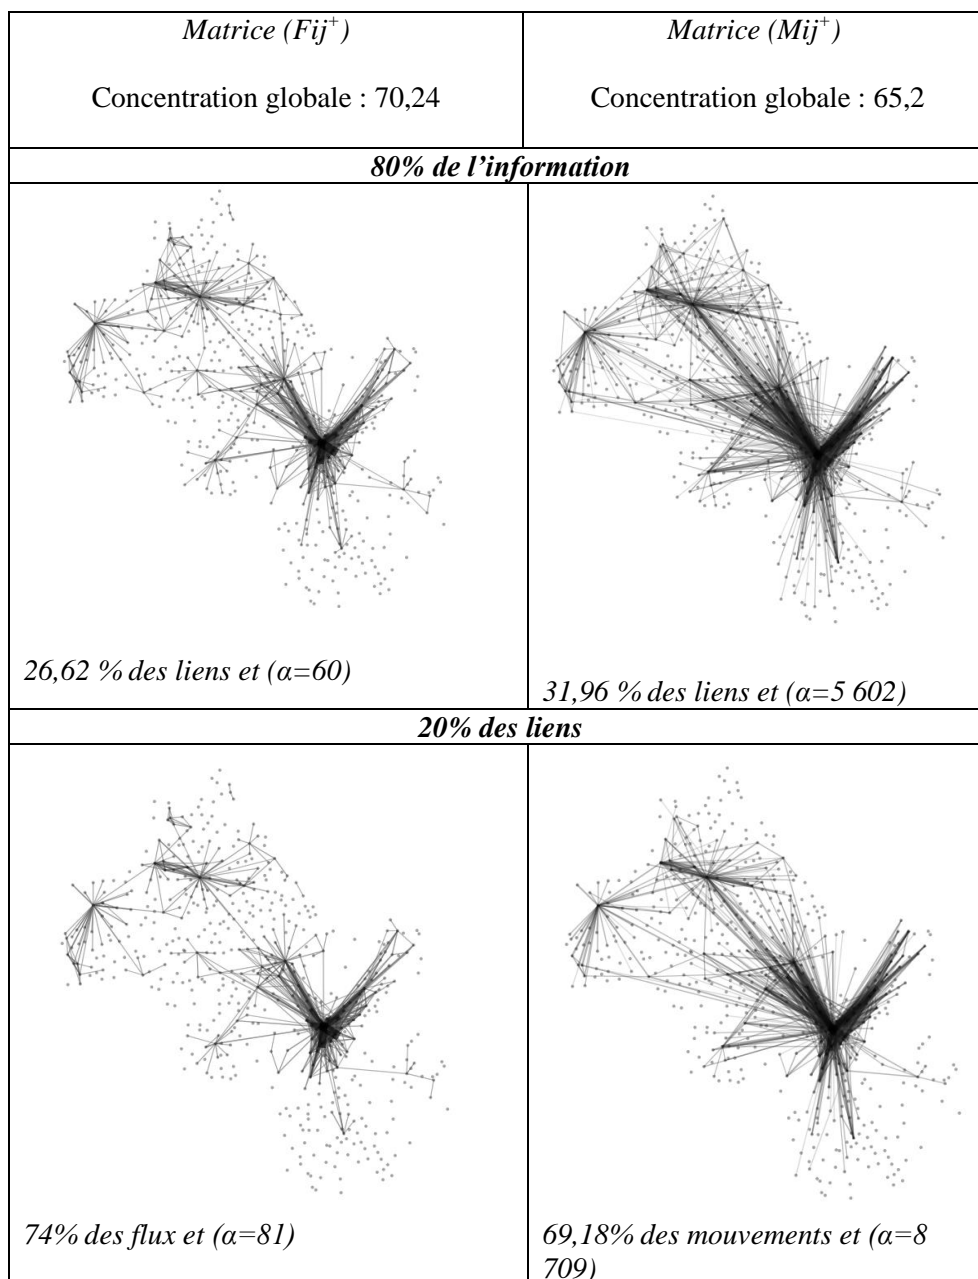 Matrice (Fij⁺)
Concentration globale : 70,24
Matrice (Mij⁺)
Concentration globale : 65,2
80% de l’information
26,62 % des liens et (α=60)
31,96 % des liens et (α=5 602)
20% des liens
74% des flux et (α=81)
69,18% des mouvements et (α=8
709)